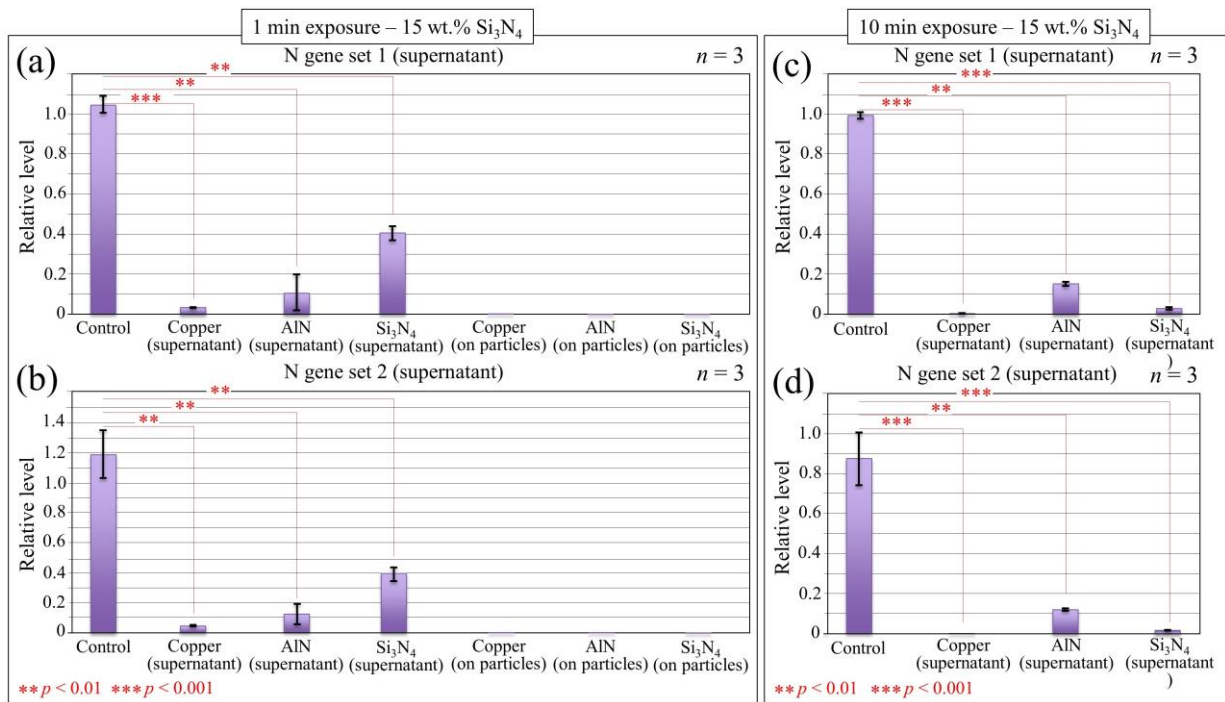 1 min exposure – 15 wt.% Si₃N₄
(a)
N gene set 1 (supernatant)
n = 3
**
**
***
Relative level
1.0
0.8
0.6
0.4
0.2
0
Control
Copper (supernatant)
AlN (supernatant)
Si₃N₄ (supernatant)
Copper (on particles)
AlN (on particles)
Si₃N₄ (on particles)
(b)
N gene set 2 (supernatant)
n = 3
**
**
**
Relative level
1.4
1.2
1.0
0.8
0.6
0.4
0.2
0
Control
Copper (supernatant)
AlN (supernatant)
Si₃N₄ (supernatant)
Copper (on particles)
AlN (on particles)
Si₃N₄ (on particles)
**p < 0.01 ***p < 0.001
10 min exposure – 15 wt.% Si₃N₄
(c)
N gene set 1 (supernatant)
n = 3
***
**
***
Relative level
1.0
0.8
0.6
0.4
0.2
0
Control
Copper (supernatant)
AlN (supernatant)
Si₃N₄ (supernatant)
(d)
N gene set 2 (supernatant)
n = 3
***
**
***
Relative level
1.0
0.8
0.6
0.4
0.2
0
Control
Copper (supernatant)
AlN (supernatant)
Si₃N₄ (supernatant)
**p < 0.01 ***p < 0.001